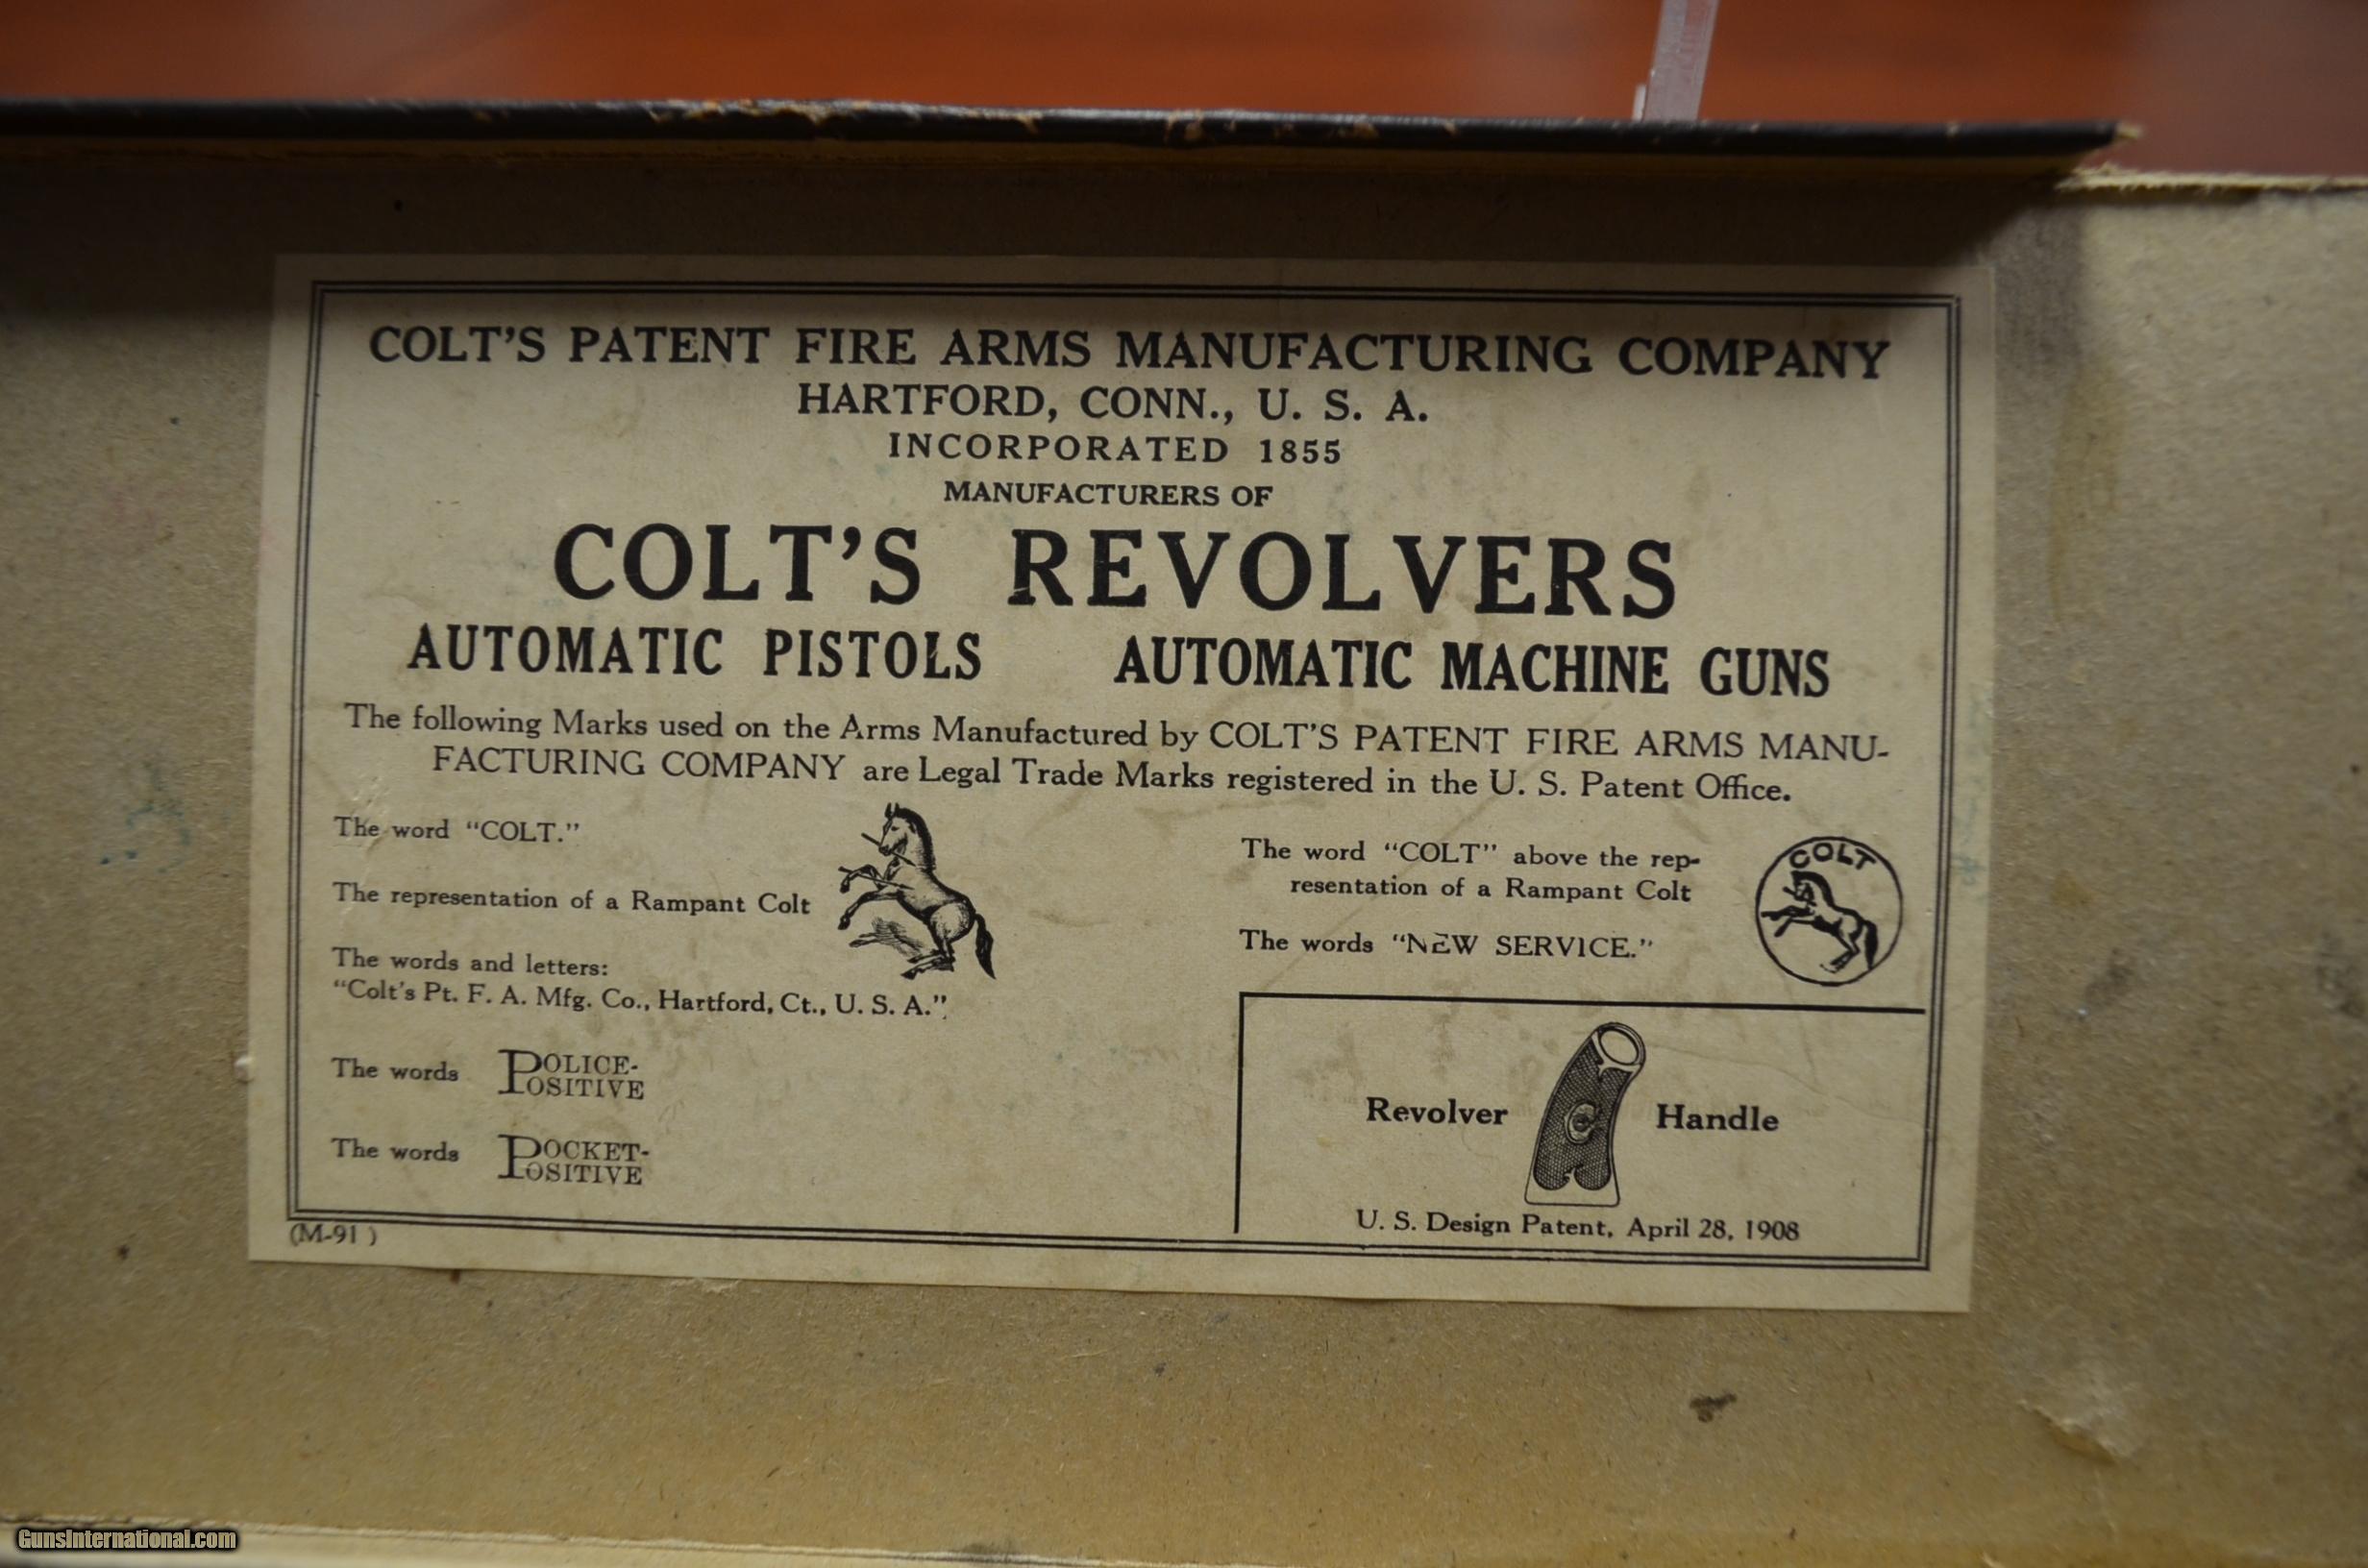 COLT'S PATENT FIRE ARMS MANUFACTURING COMPANY
HARTFORD, CONN., U. S. A.
INCORPORATED 1855
MANUFACTURERS OF
COLT'S REVOLVERS
AUTOMATIC PISTOLS AUTOMATIC MACHINE GUNS
The following Marks used on the Arms Manufactured by COLT'S PATENT FIRE ARMS MANU-
FACTURING COMPANY are Legal Trade Marks registered in the U. S. Patent Office.
The word "COLT."
The representation of a Rampant Colt
The words and letters:
"Colt's Pt. F. A. Mfg. Co., Hartford, Ct., U. S. A."
The words POLICE-
POSITIVE
The words POCKET-
POSITIVE
The word "COLT" above the rep-
resentation of a Rampant Colt
COLT
The words "NEW SERVICE."
Revolver Handle
U. S. Design Patent, April 28, 1908
(M-91 )
GunsInternational.com